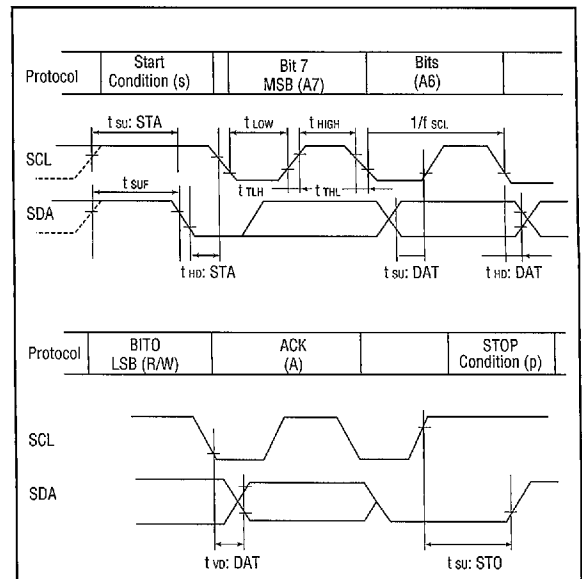 Protocol
Start
Condition (s)
Bit 7
MSB (A7)
Bits
(A6)
t SU: STA
t LOW
t HIGH
1/f SCL
SCL
t SUF
t TLH
t THL
SDA
t HD: STA
t SU: DAT
t HD: DAT
Protocol
BITO
LSB (R/W)
ACK
(A)
STOP
Condition (p)
SCL
SDA
t VD: DAT
t SU: STO